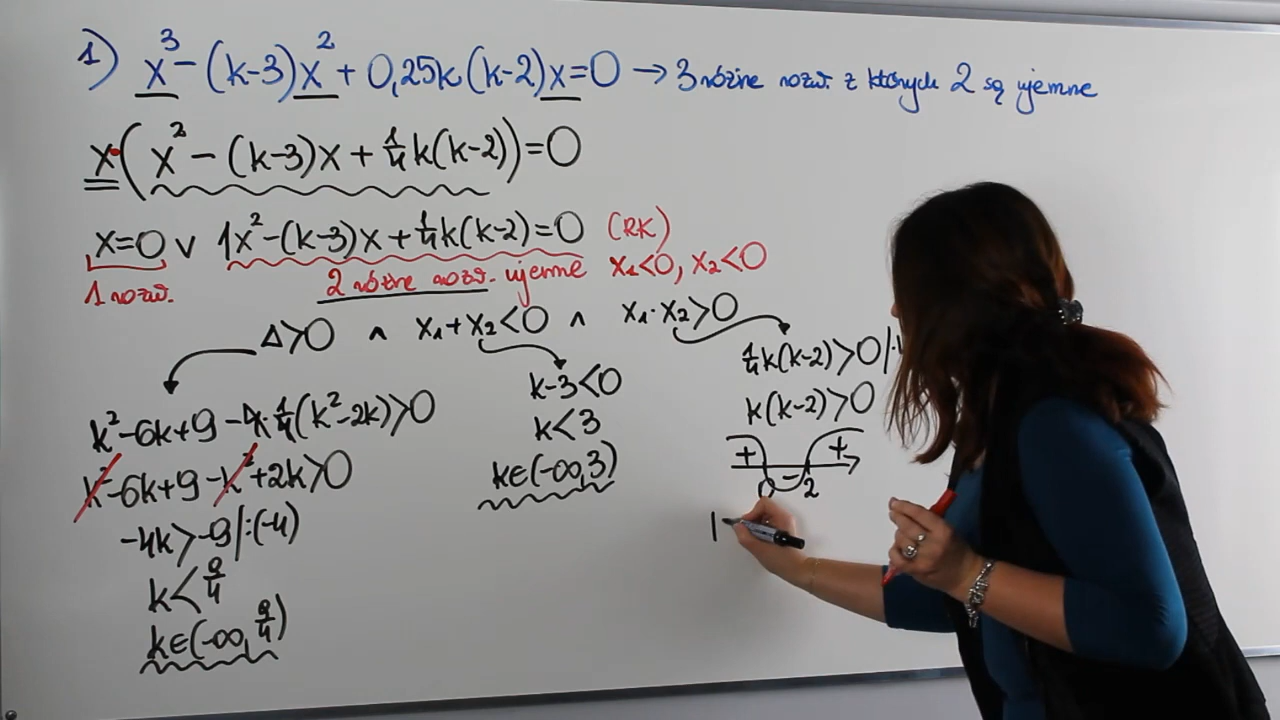 1) x³-(k-3)x²+0,25k(k-2)x=0 → 3 różne rozw. z których 2 są ujemne
x·(x²-(k-3)x+¼k(k-2))=0
x=0 ∨ 1x²-(k-3)x+¼k(k-2)=0 (RK)
1 rozw. 2 różne rozw. ujemne x₁<0, x₂<0
Δ>0 ∧ x₁+x₂<0 ∧ x₁·x₂>0
k²-6k+9-4·¼(k²-2k)>0
k²-6k+9-k²+2k>0
-4k>-9/:(-4)
k<9/4
k∈(-∞,9/4)
k-3<0
k<3
k∈(-∞,3)
¼k(k-2)>0/·4
k(k-2)>0
+ - +
0 2